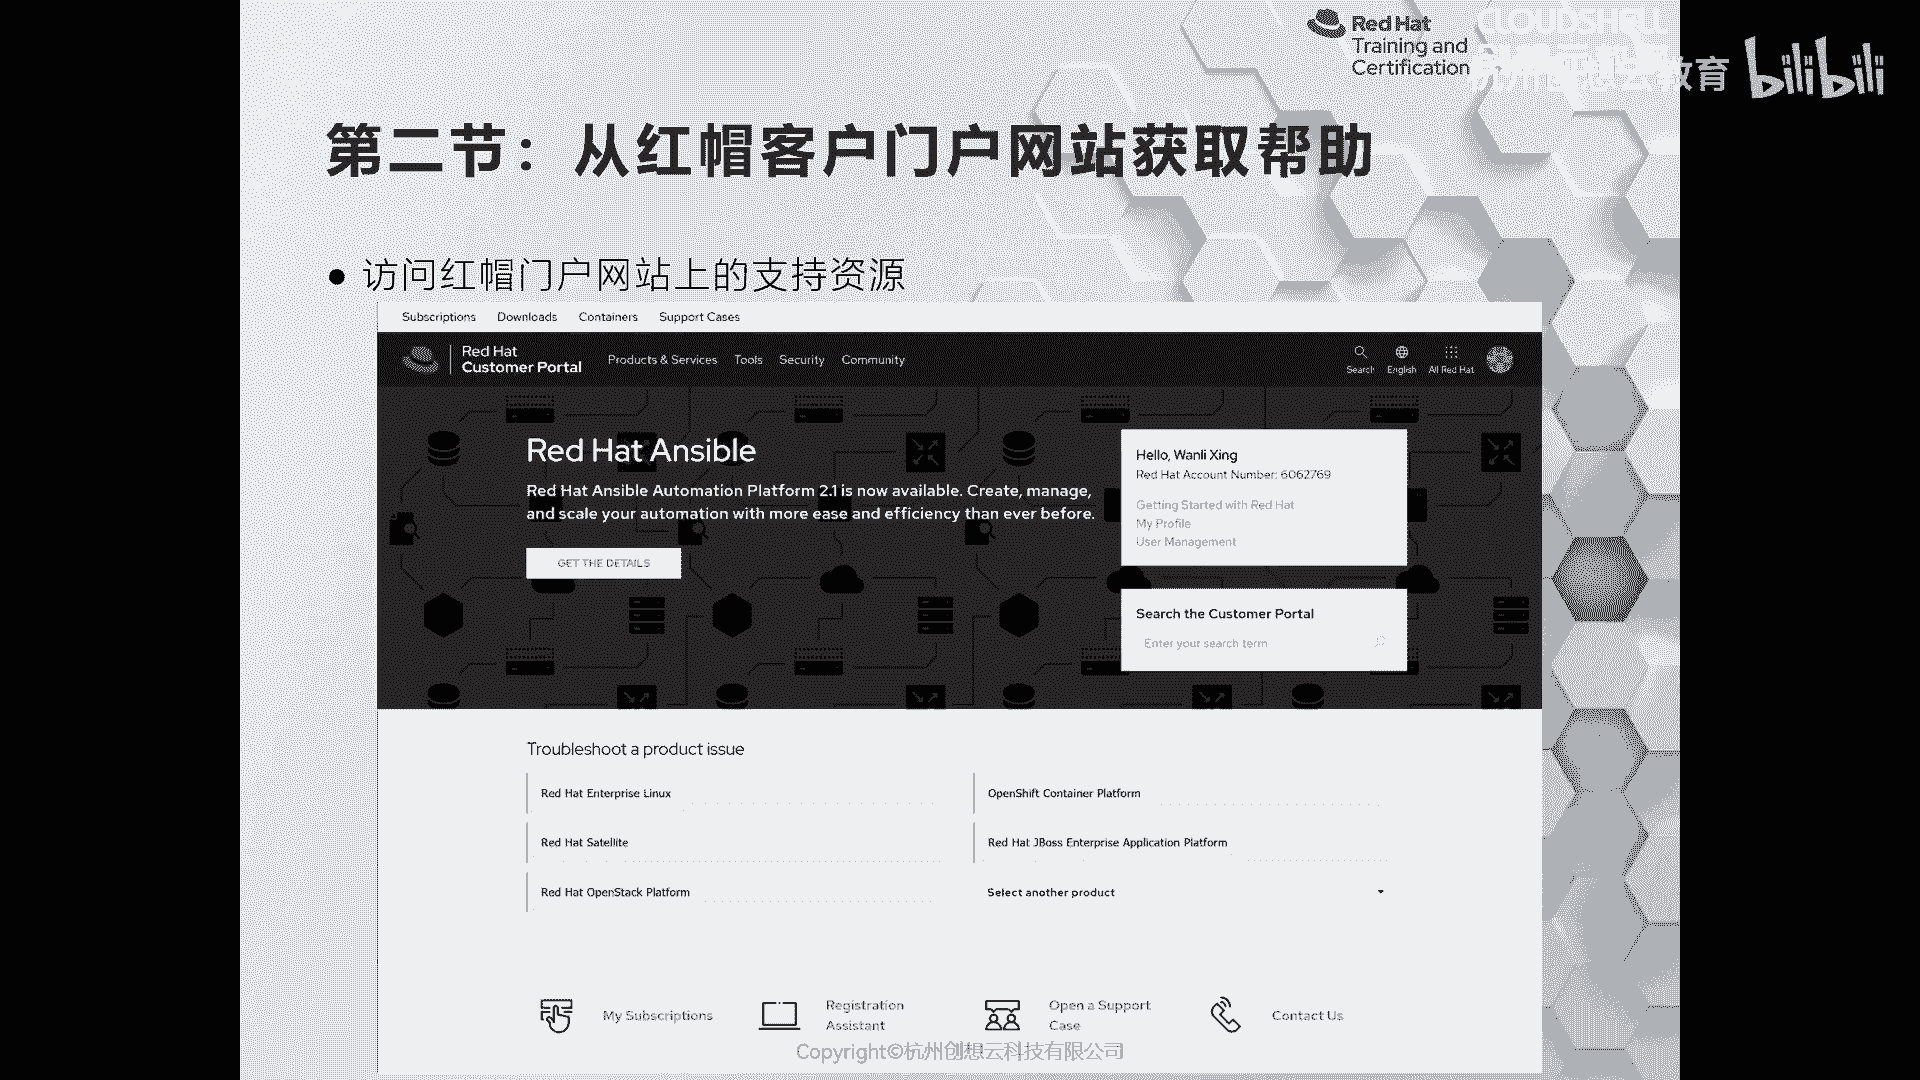 Red Hat
Training and
Certification
CLOUDSHELL
教育
bilibili
第二节：从红帽客户门户网站获取帮助
● 访问红帽门户网站上的支持资源
Subscriptions Downloads Containers Support Cases
Red Hat
Customer Portal
Products & Services Tools Security Community
Search English All Red Hat
Red Hat Ansible
Red Hat Ansible Automation Platform 2.1 is now available. Create, manage,
and scale your automation with more ease and efficiency than ever before.
GET THE DETAILS
Hello, Wanli Xing
Red Hat Account Number: 6062769
Getting Started with Red Hat
My Profile
User Management
Search the Customer Portal
Enter your search term
Troubleshoot a product issue
Red Hat Enterprise Linux
OpenShift Container Platform
Red Hat Satellite
Red Hat JBoss Enterprise Application Platform
Red Hat OpenStack Platform
Select another product
My Subscriptions
Registration
Assistant
Open a Support
Case
Contact Us
Copyright©杭州创想云科技有限公司